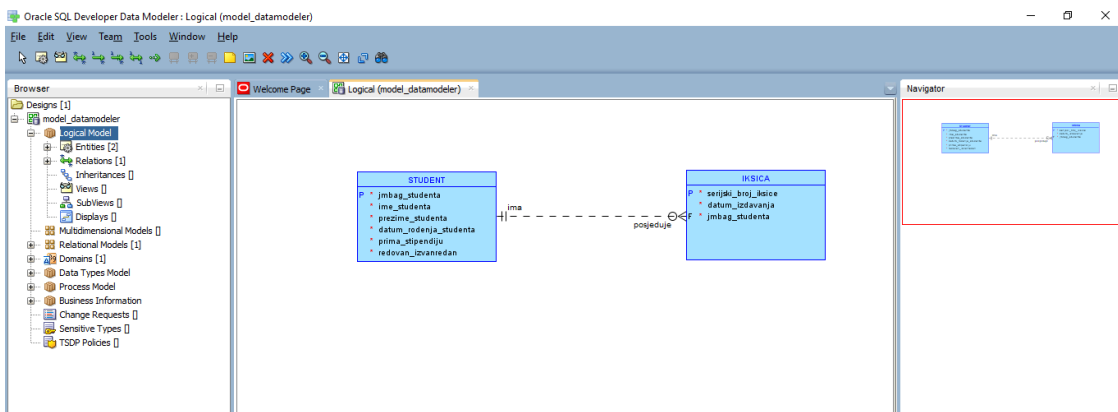 Oracle SQL Developer Data Modeler : Logical (model_datamodeler)
File Edit View Team Tools Window Help
Browser
Welcome Page
Logical (model_datamodeler)
Navigator
Designs [1]
model_datamodeler
Logical Model
Entities [2]
Relations [1]
Inheritances []
Views []
SubViews []
Displays []
Multidimensional Models []
Relational Models [1]
Domains [1]
Data Types Model
Process Model
Business Information
Change Requests []
Sensitive Types []
TSDP Policies []
STUDENT
P * jmbag_studenta
* ime_studenta
* prezime_studenta
* datum_rođenja_studenta
* prima_stipendiju
* redovan_izvanredan
ima
posjeduje
IKSICA
P * serijski_broj_iksice
* datum_izdavanja
F * jmbag_studenta